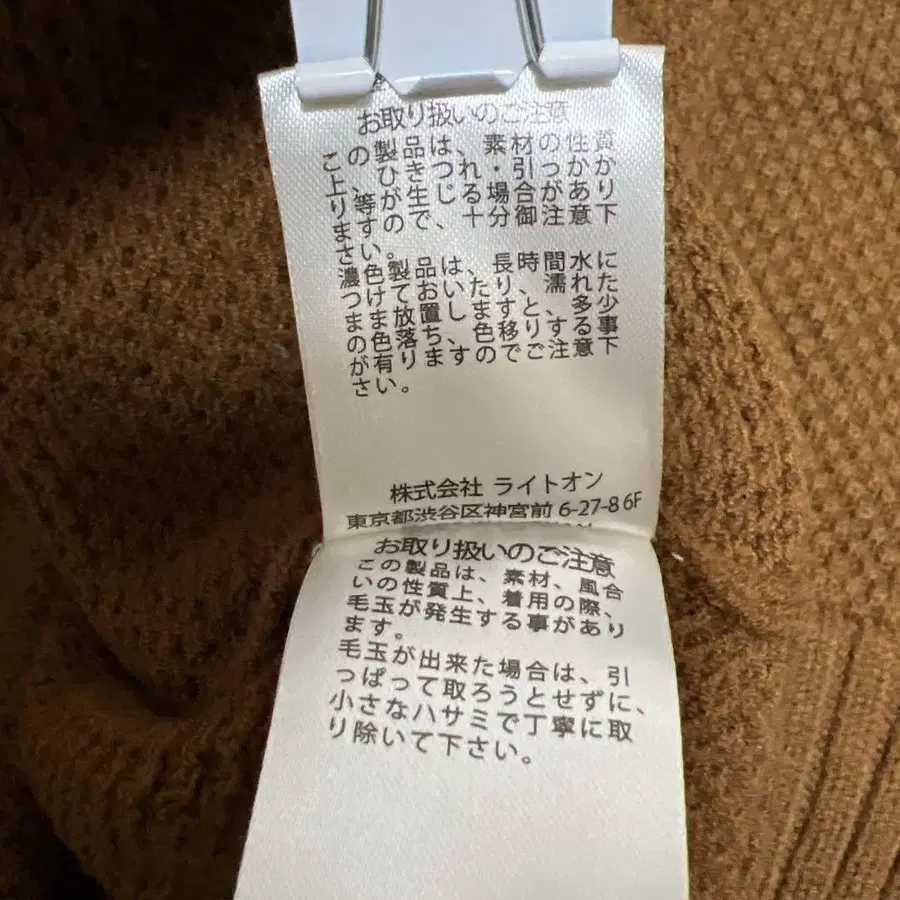 お取り扱いのご注意
この製品は、素材の性質
上ひきつれ・引っかか
り等が生じる場合があり
ますので、十分御注意下
さい。
濃色製品は、長時間水に
つけておいたり、濡れた
まま放置しますと、多少
の色落ち、色移りする事
が有りますのでご注意下
さい。
株式会社 ライトオン
東京都渋谷区神宮前 6-27-8 6F
お取り扱いのご注意
この製品は、素材、風合
いの性質上、着用の際、
毛玉が発生する事があり
ます。
毛玉が出来た場合は、引
っぱって取ろうとせずに、
小さなハサミで丁寧に取
り除いて下さい。